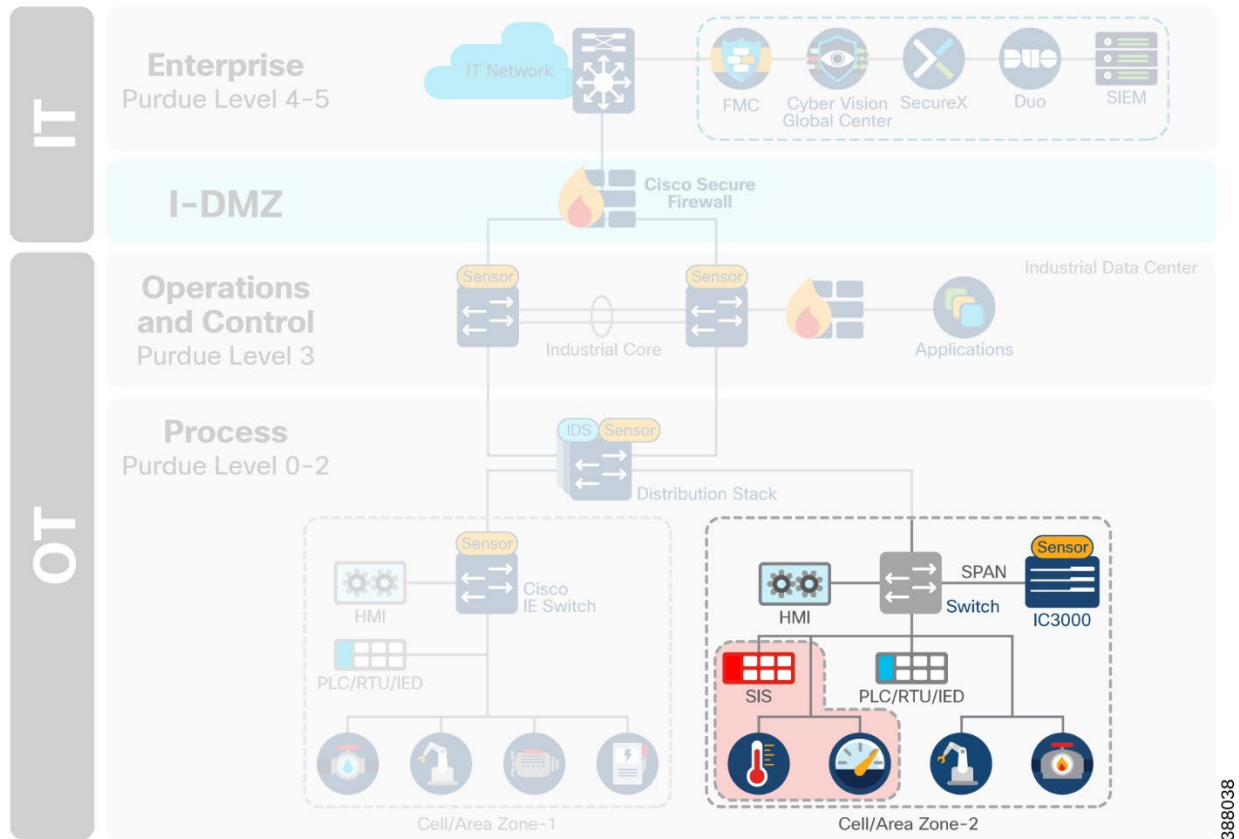 IT
Enterprise
Purdue Level 4-5
IT Network
FMC
Cyber Vision
Global Center
SecureX
Duo
DUO
SIEM
I-DMZ
Cisco Secure
Firewall
OT
Operations
and Control
Purdue Level 3
Sensor
Sensor
Industrial Core
Industrial Data Center
Applications
Process
Purdue Level 0-2
IDS
Sensor
Distribution Stack
Sensor
Cisco
IE Switch
HMI
PLC/RTU/IED
Cell/Area Zone-1
HMI
Switch
SPAN
Sensor
IC3000
SIS
PLC/RTU/IED
Cell/Area Zone-2
388038